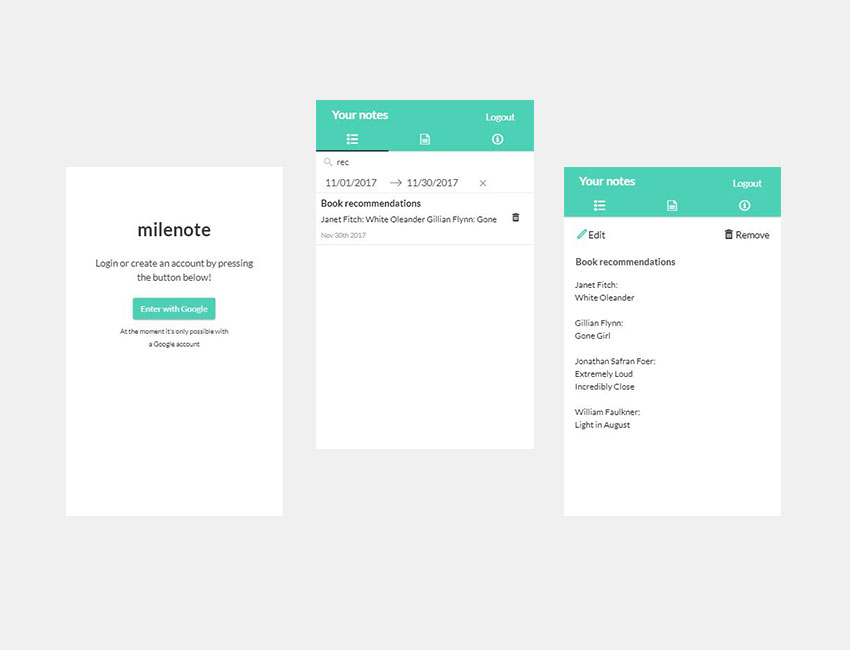 milenote
Login or create an account by pressing
the button below!
Enter with Google
At the moment it's only possible with
a Google account
Your notes
Logout
rec
11/01/2017 → 11/30/2017 ×
Book recommendations
Janet Fitch: White Oleander Gillian Flynn: Gone
Nov 30th 2017
Your notes
Logout
Edit
Remove
Book recommendations
Janet Fitch:
White Oleander
Gillian Flynn:
Gone Girl
Jonathan Safran Foer:
Extremely Loud
Incredibly Close
William Faulkner:
Light in August